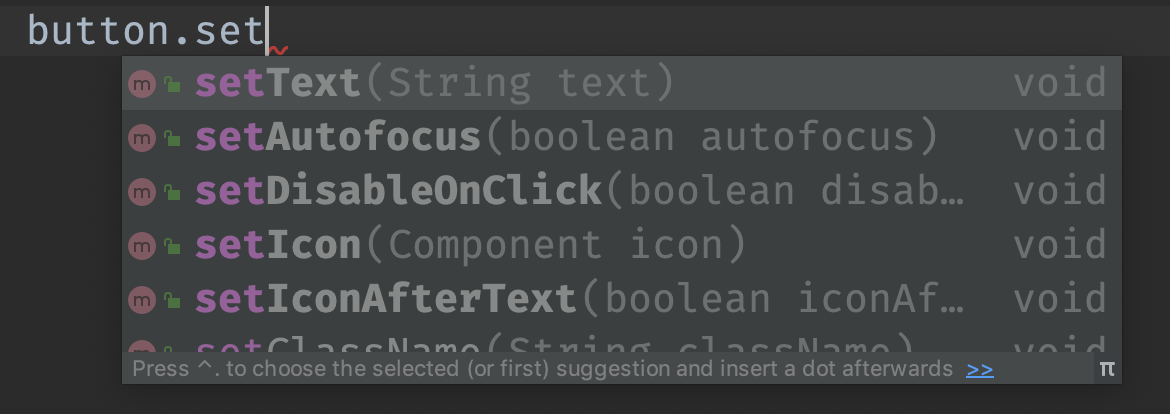 button.set
m setText(String text) void
m setAutofocus(boolean autofocus) void
m setDisableOnClick(boolean disab… void
m setIcon(Component icon) void
m setIconAfterText(boolean iconAf… void
m setClassName(String className) void
Press ^. to choose the selected (or first) suggestion and insert a dot afterwards >> π